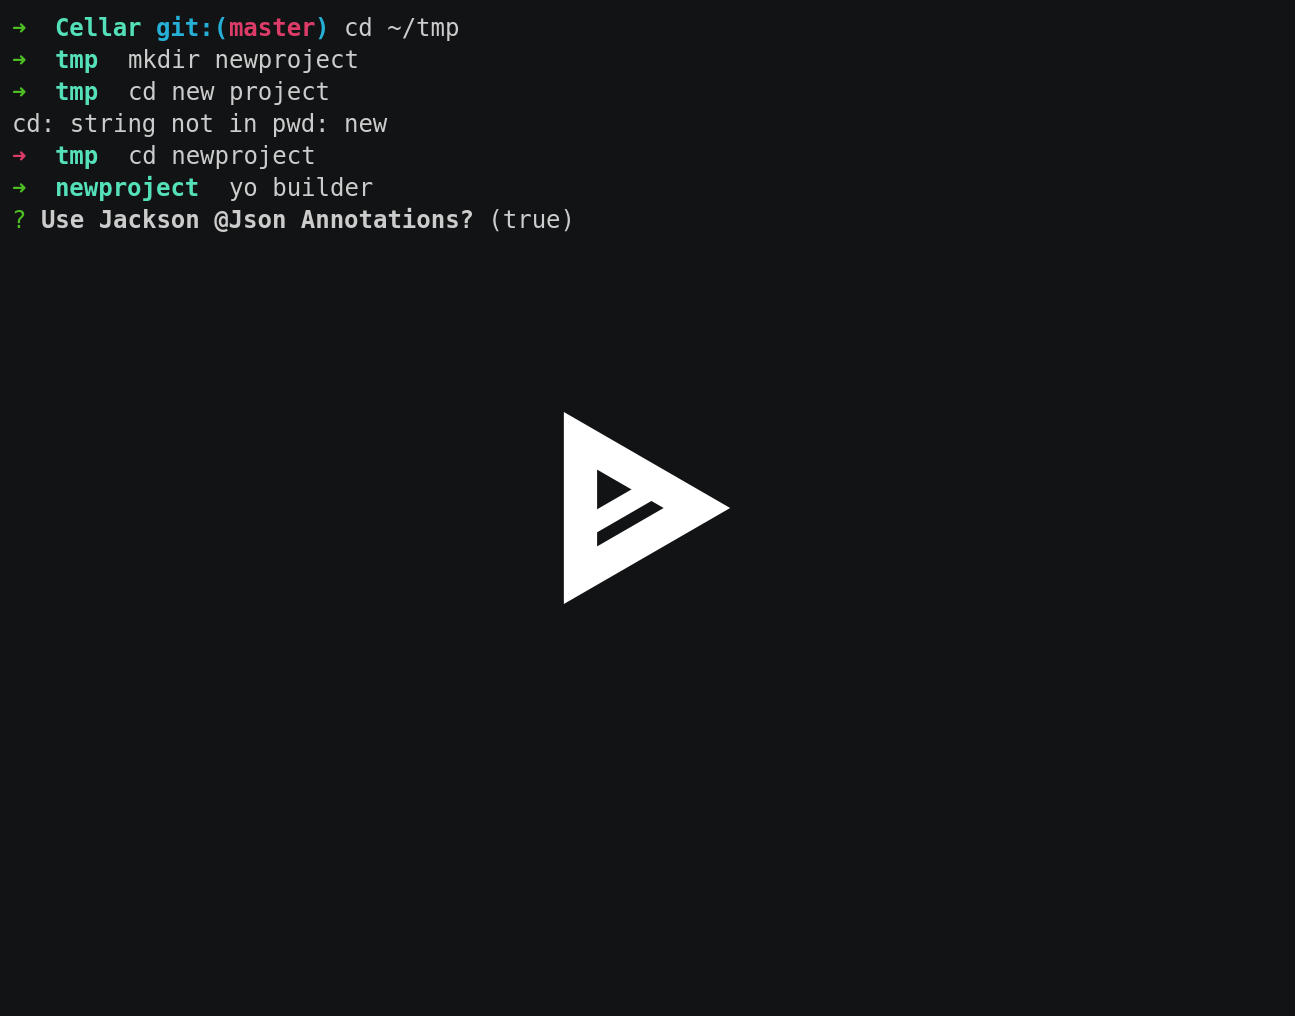 ➜  Cellar git:(master) cd ~/tmp
➜  tmp  mkdir newproject
➜  tmp  cd new project
cd: string not in pwd: new
➜  tmp  cd newproject
➜  newproject  yo builder
? Use Jackson @Json Annotations? (true)